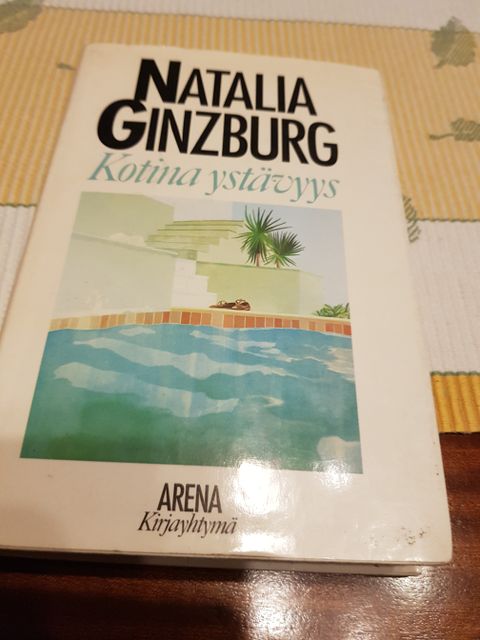 NATALIA
GINZBURG
Kotina ystävyys
ARENA
Kirjayhtymä